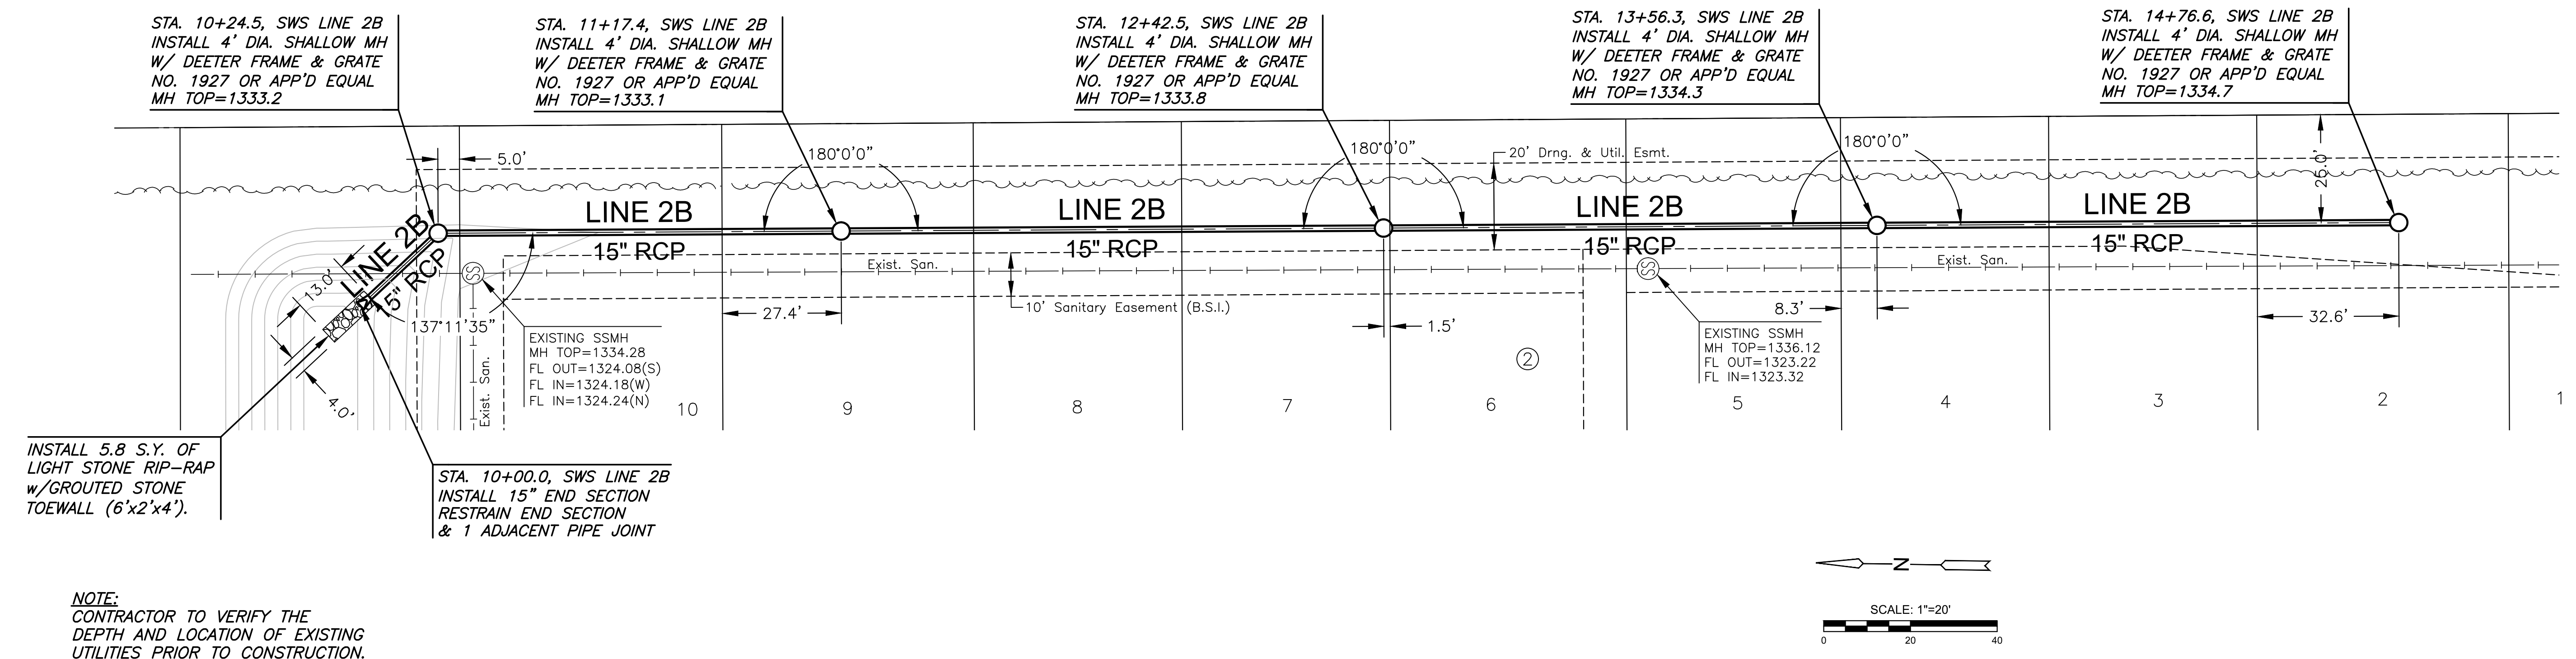 STA. 10+24.5, SWS LINE 2B
INSTALL 4' DIA. SHALLOW MH
W/ DEETER FRAME & GRATE
NO. 1927 OR APP'D EQUAL
MH TOP=1333.2
STA. 11+17.4, SWS LINE 2B
INSTALL 4' DIA. SHALLOW MH
W/ DEETER FRAME & GRATE
NO. 1927 OR APP'D EQUAL
MH TOP=1333.1
STA. 12+42.5, SWS LINE 2B
INSTALL 4' DIA. SHALLOW MH
W/ DEETER FRAME & GRATE
NO. 1927 OR APP'D EQUAL
MH TOP=1333.8
STA. 13+56.3, SWS LINE 2B
INSTALL 4' DIA. SHALLOW MH
W/ DEETER FRAME & GRATE
NO. 1927 OR APP'D EQUAL
MH TOP=1334.3
STA. 14+76.6, SWS LINE 2B
INSTALL 4' DIA. SHALLOW MH
W/ DEETER FRAME & GRATE
NO. 1927 OR APP'D EQUAL
MH TOP=1334.7
5.0'
180°0'0"
180°0'0"
20' Drng. & Util. Esmt.
180°0'0"
25.0'
LINE 2B
15" RCP
LINE 2B
15" RCP
LINE 2B
15" RCP
LINE 2B
15" RCP
LINE 2B
15" RCP
13.0'
4.0'
137°11'35"
SS
Exist. San.
Exist. San.
SS
Exist. San.
27.4'
10' Sanitary Easement (B.S.I.)
1.5'
8.3'
32.6'
EXISTING SSMH
MH TOP=1334.28
FL OUT=1324.08(S)
FL IN=1324.18(W)
FL IN=1324.24(N)
EXISTING SSMH
MH TOP=1336.12
FL OUT=1323.22
FL IN=1323.32
2
10
9
8
7
6
5
4
3
2
1
INSTALL 5.8 S.Y. OF
LIGHT STONE RIP-RAP
w/GROUTED STONE
TOEWALL (6'x2'x4').
STA. 10+00.0, SWS LINE 2B
INSTALL 15" END SECTION
RESTRAIN END SECTION
& 1 ADJACENT PIPE JOINT
NOTE:
CONTRACTOR TO VERIFY THE
DEPTH AND LOCATION OF EXISTING
UTILITIES PRIOR TO CONSTRUCTION.
N
SCALE: 1"=20'
0 20 40